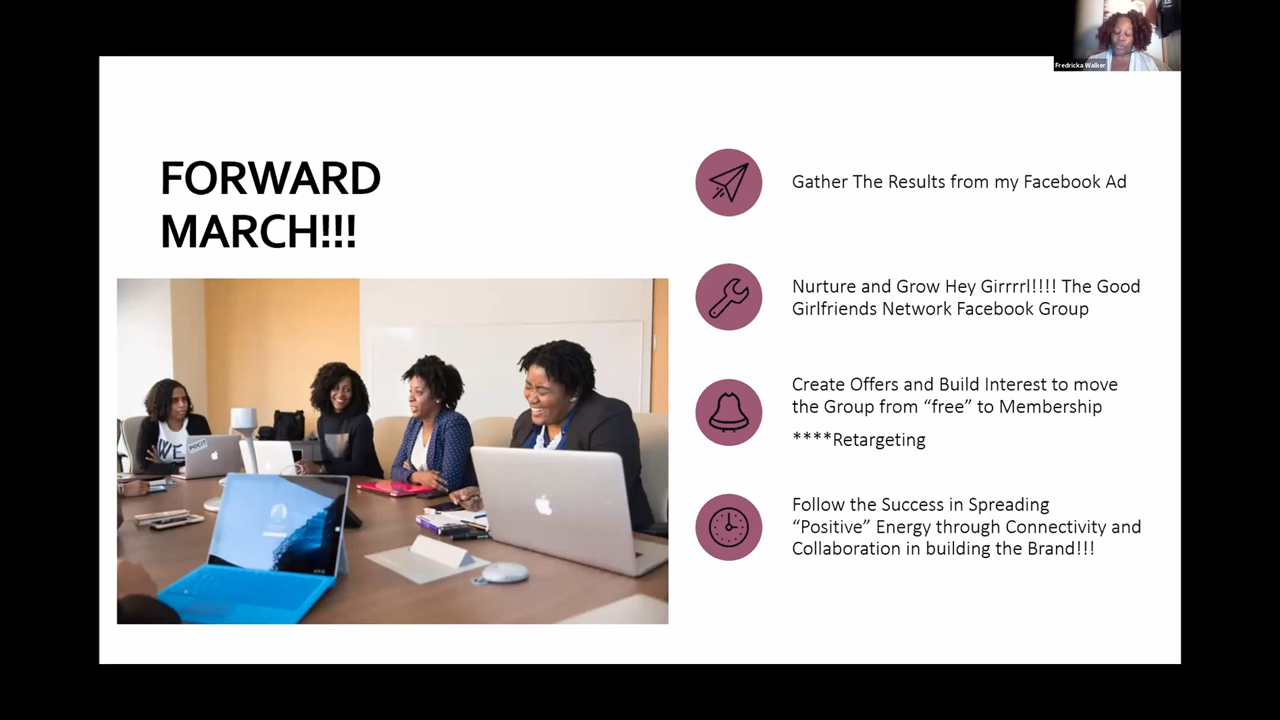 Fredricka Walker
FORWARD
MARCH!!!
Gather The Results from my Facebook Ad
Nurture and Grow Hey Girrrrl!!!! The Good
Girlfriends Network Facebook Group
Create Offers and Build Interest to move
the Group from “free” to Membership
****Retargeting
Follow the Success in Spreading
“Positive” Energy through Connectivity and
Collaboration in building the Brand!!!
WE
POCIT